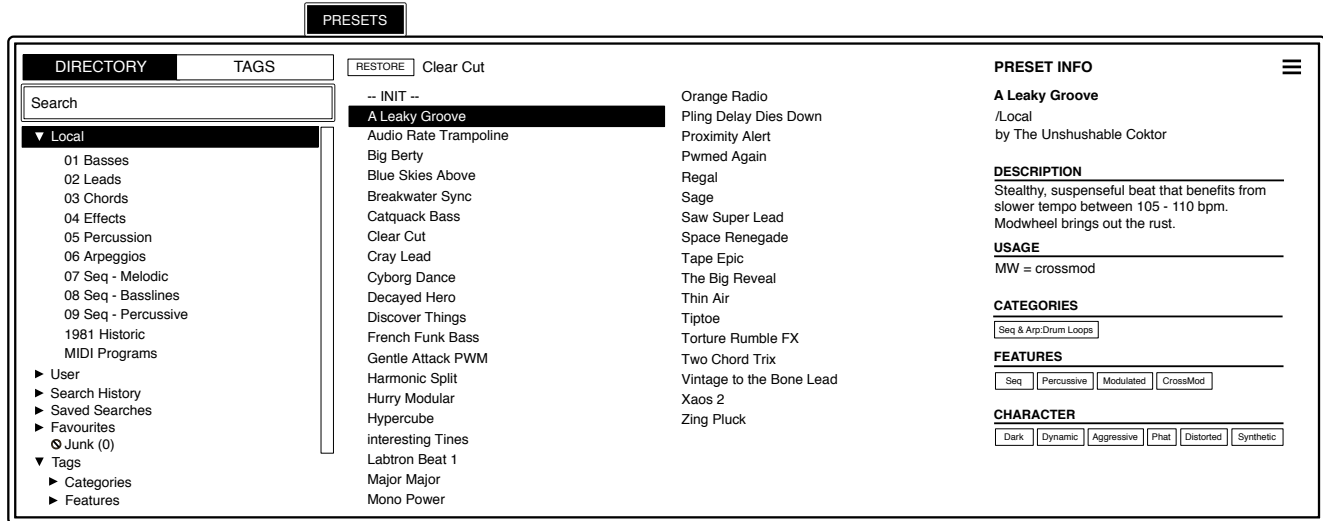 PRESETS
DIRECTORY
TAGS
Search
▼ Local
01 Basses
02 Leads
03 Chords
04 Effects
05 Percussion
06 Arpeggios
07 Seq - Melodic
08 Seq - Basslines
09 Seq - Percussive
1981 Historic
MIDI Programs
► User
► Search History
► Saved Searches
► Favourites
Junk (0)
▼ Tags
► Categories
► Features
RESTORE Clear Cut
-- INIT --
A Leaky Groove
Audio Rate Trampoline
Big Berty
Blue Skies Above
Breakwater Sync
Catquack Bass
Clear Cut
Cray Lead
Cyborg Dance
Decayed Hero
Discover Things
French Funk Bass
Gentle Attack PWM
Harmonic Split
Hurry Modular
Hypercube
interesting Tines
Labtron Beat 1
Major Major
Mono Power
Orange Radio
Pling Delay Dies Down
Proximity Alert
Pwmed Again
Regal
Sage
Saw Super Lead
Space Renegade
Tape Epic
The Big Reveal
Thin Air
Tiptoe
Torture Rumble FX
Two Chord Trix
Vintage to the Bone Lead
Xaos 2
Zing Pluck
PRESET INFO
A Leaky Groove
/Local
by The Unshushable Coktor
DESCRIPTION
Stealthy, suspenseful beat that benefits from
slower tempo between 105 - 110 bpm.
Modwheel brings out the rust.
USAGE
MW = crossmod
CATEGORIES
Seq & Arp:Drum Loops
FEATURES
Seq Percussive Modulated CrossMod
CHARACTER
Dark Dynamic Aggressive Phat Distorted Synthetic